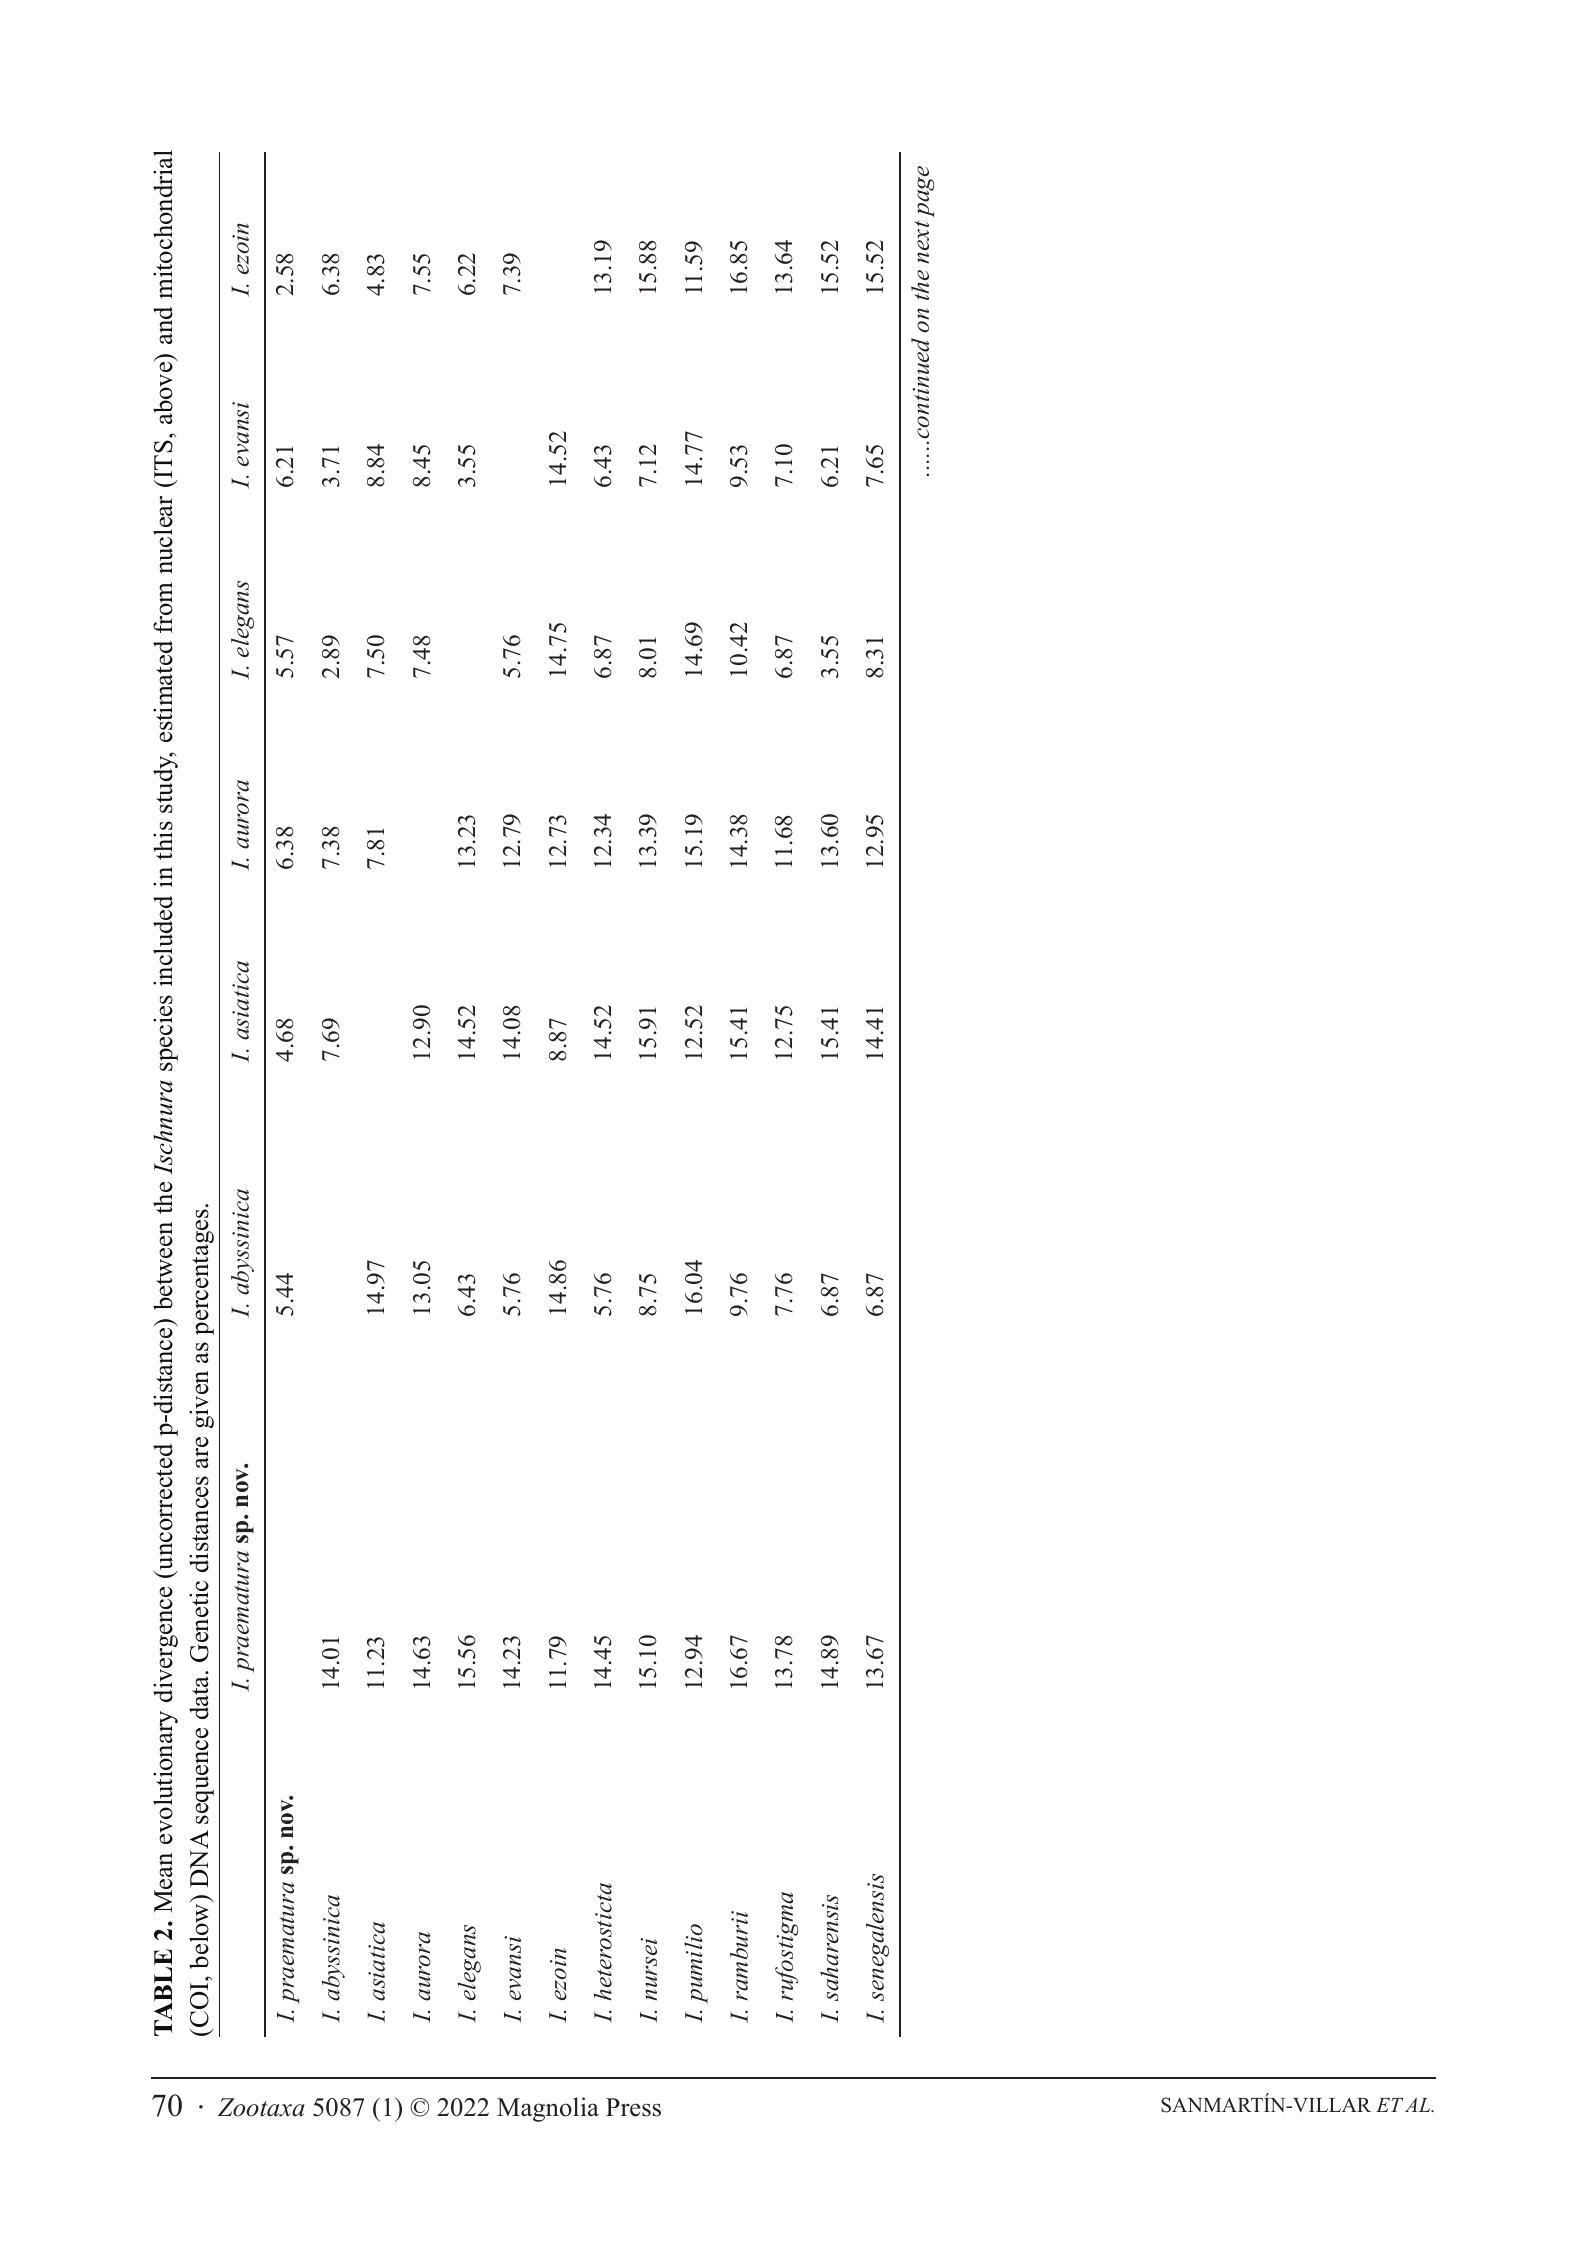 TABLE 2. Mean evolutionary divergence (uncorrected p-distance) between the Ischnura species included in this study, estimated from nuclear (ITS, above) and mitochondrial
(COI, below) DNA sequence data. Genetic distances are given as percentages.
I. praematura sp. nov. I. abyssinica I. asiatica I. aurora I. elegans I. evansi I. ezoin
I. praematura sp. nov. 5.44 4.68 6.38 5.57 6.21 2.58
I. abyssinica 14.01 7.69 7.38 2.89 3.71 6.38
I. asiatica 11.23 14.97 7.81 7.50 8.84 4.83
I. aurora 14.63 13.05 12.90 7.48 8.45 7.55
I. elegans 15.56 6.43 14.52 13.23 3.55 6.22
I. evansi 14.23 5.76 14.08 12.79 5.76 7.39
I. ezoin 11.79 14.86 8.87 12.73 14.75 14.52
I. heterosticta 14.45 5.76 14.52 12.34 6.87 6.43 13.19
I. nursei 15.10 8.75 15.91 13.39 8.01 7.12 15.88
I. pumilio 12.94 16.04 12.52 15.19 14.69 14.77 11.59
I. ramburii 16.67 9.76 15.41 14.38 10.42 9.53 16.85
I. rufostigma 13.78 7.76 12.75 11.68 6.87 7.10 13.64
I. saharensis 14.89 6.87 15.41 13.60 3.55 6.21 15.52
I. senegalensis 13.67 6.87 14.41 12.95 8.31 7.65 15.52
......continued on the next page
70 · Zootaxa 5087 (1) © 2022 Magnolia Press
SANMARTÍN-VILLAR ET AL.